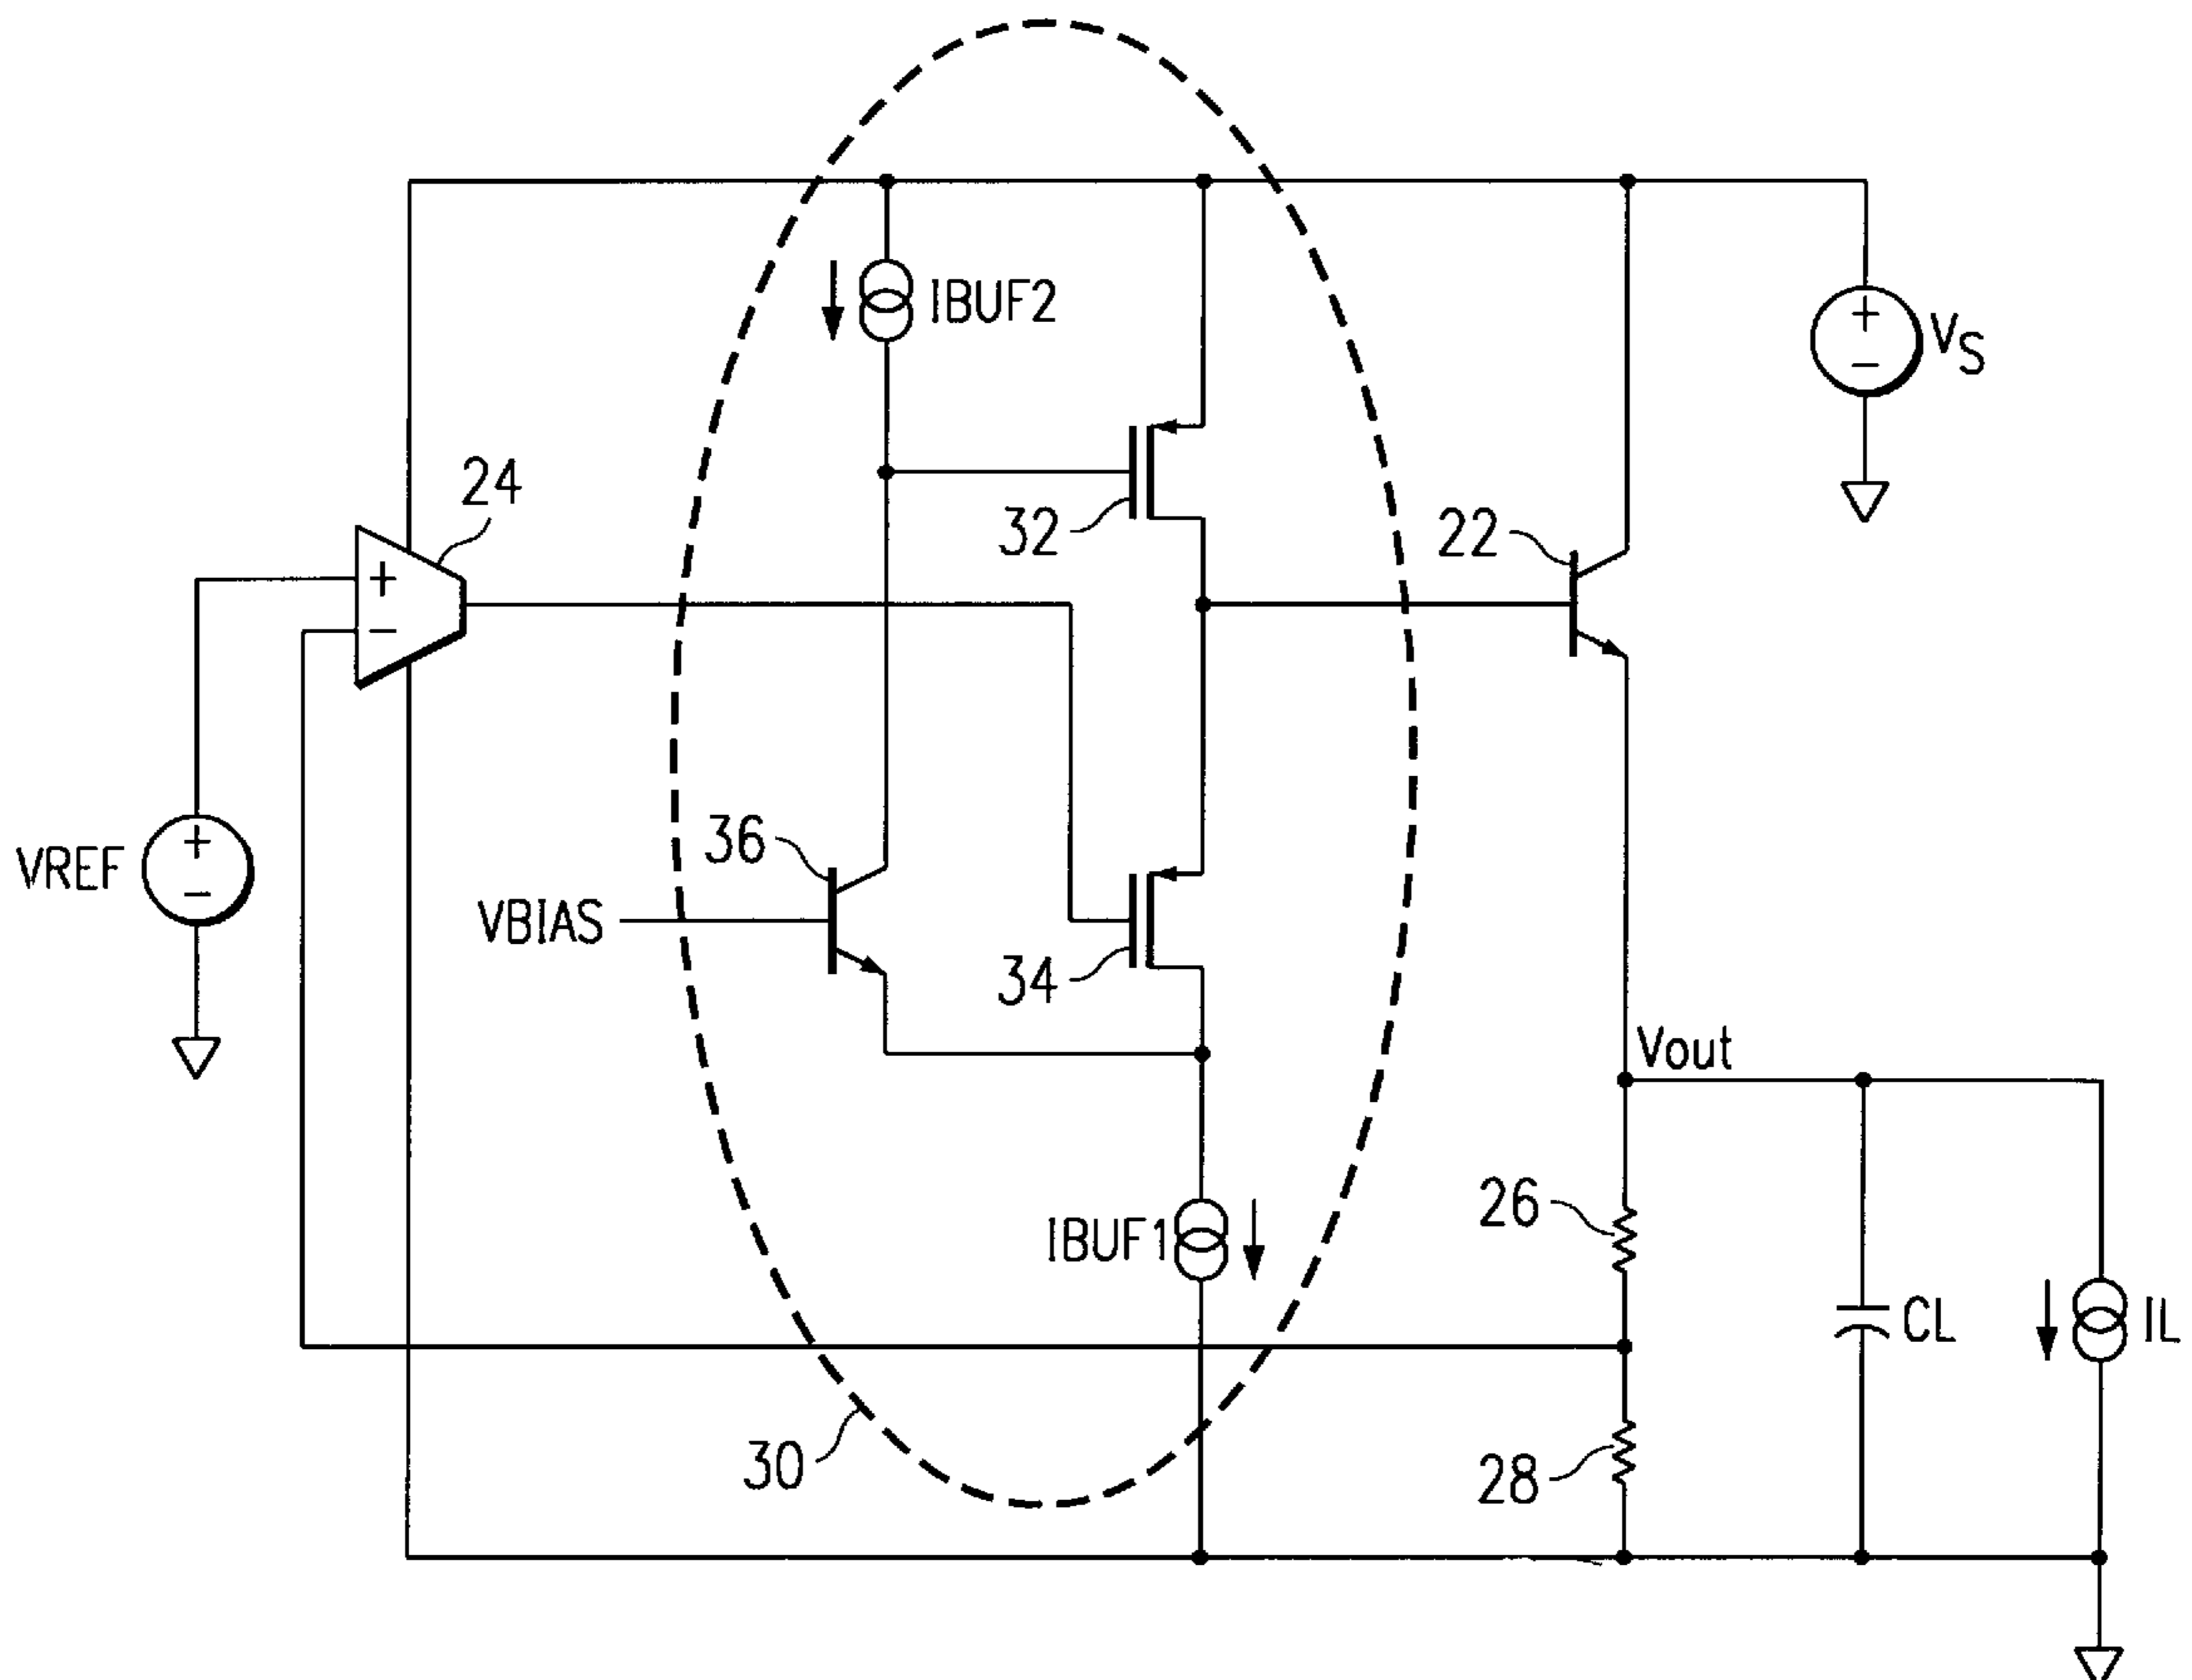 IBUF2
+
−
VS
24
32
22
+
−
36
+
−
VREF
VBIAS
34
Vout
26
IBUF1
CL
IL
30
28